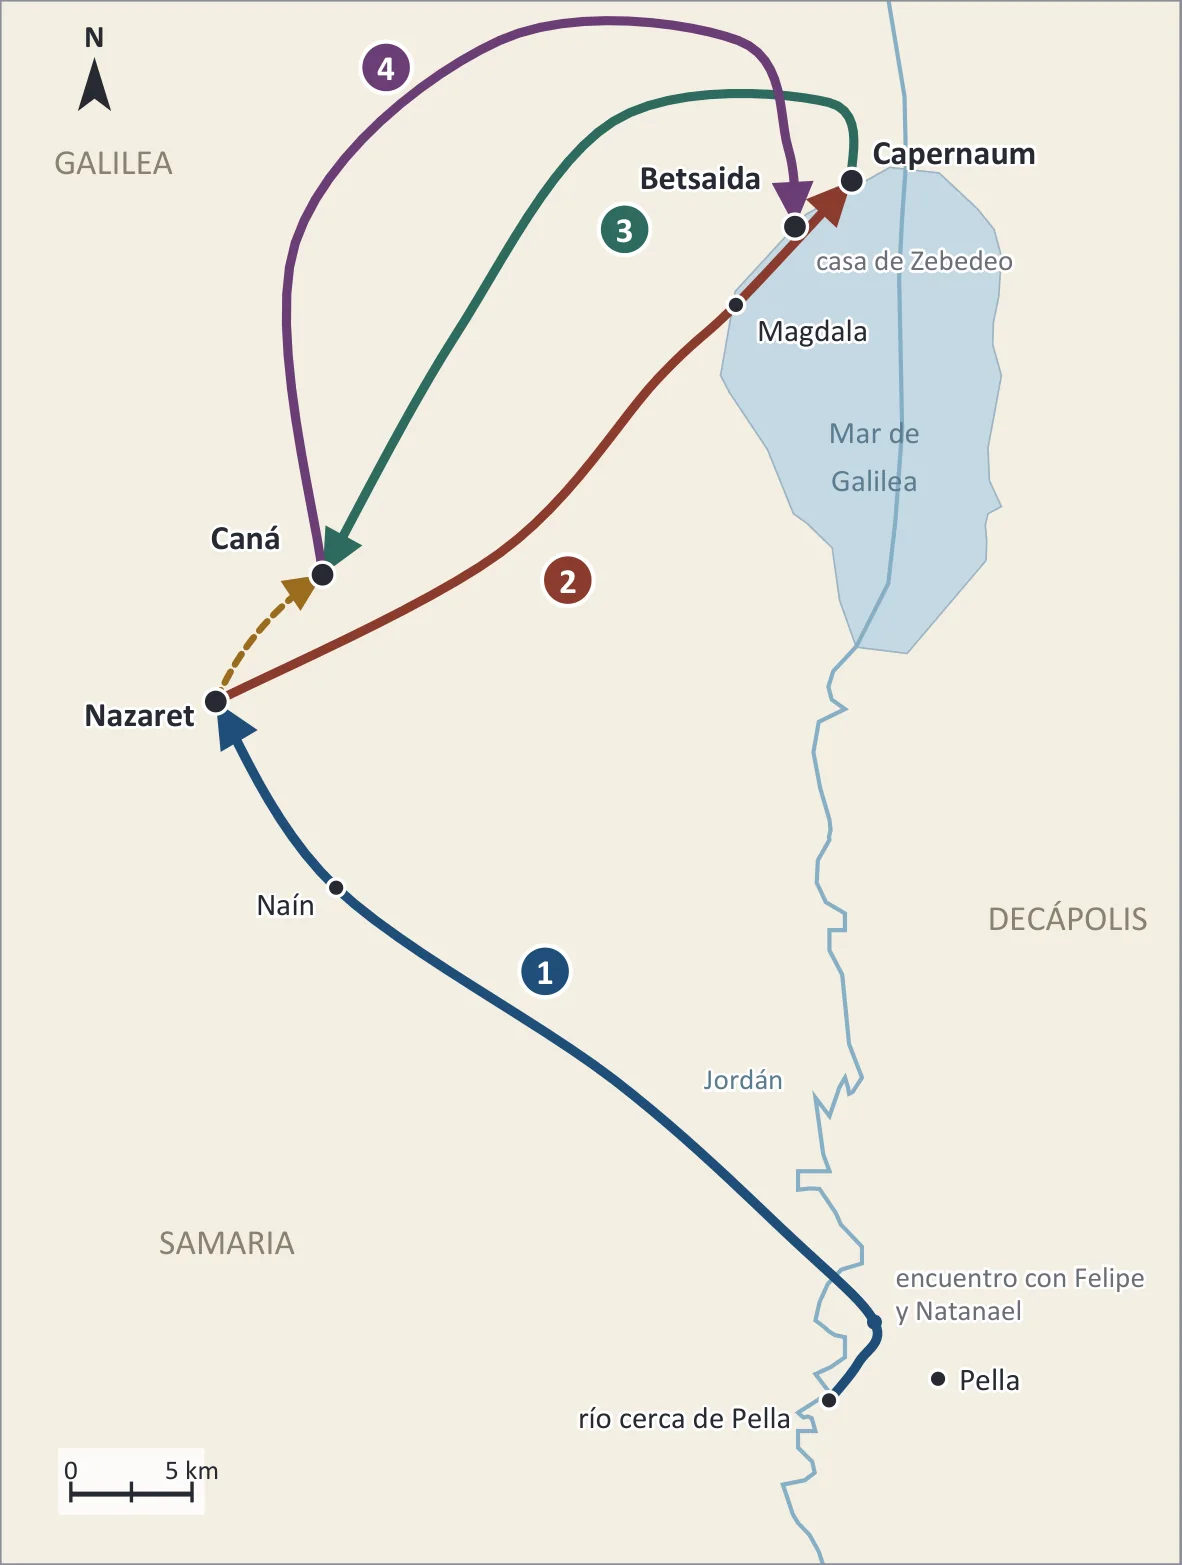 N
4
GALILEA
Capernaum
Betsaida
3
casa de Zebedeo
Magdala
Mar de
Galilea
Caná
2
Nazaret
Naín
DECÁPOLIS
1
Jordán
SAMARIA
encuentro con Felipe
y Natanael
Pella
río cerca de Pella
0 5 km